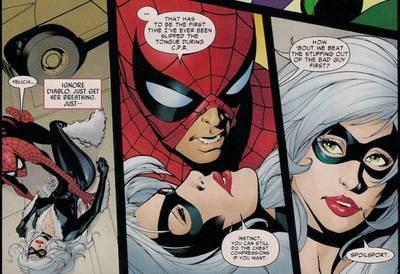 FELICIA...
IGNORE
DIABLO. JUST GET
HER BREATHING.
JUST--
...
THAT HAS
TO BE THE FIRST
TIME I'VE EVER BEEN
SLIPPED THE
TONGUE DURING
C.P.R.
INSTINCT.
YOU CAN STILL
DO THE CHEST
COMPRESSIONS
IF YOU WANT.
HOW
'BOUT WE BEAT
THE STUFFING OUT
OF THE BAD GUY
FIRST?
SPOILSPORT.